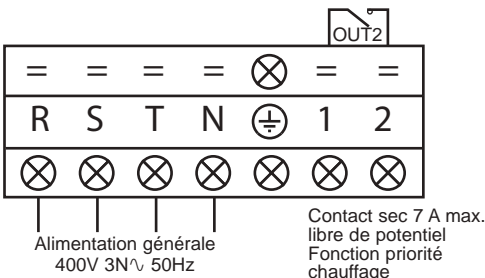 OUT2
= = = = = =
R S T N 1 2
Alimentation générale
400V 3N∿ 50Hz
Contact sec 7 A max.
libre de potentiel
Fonction priorité
chauffage